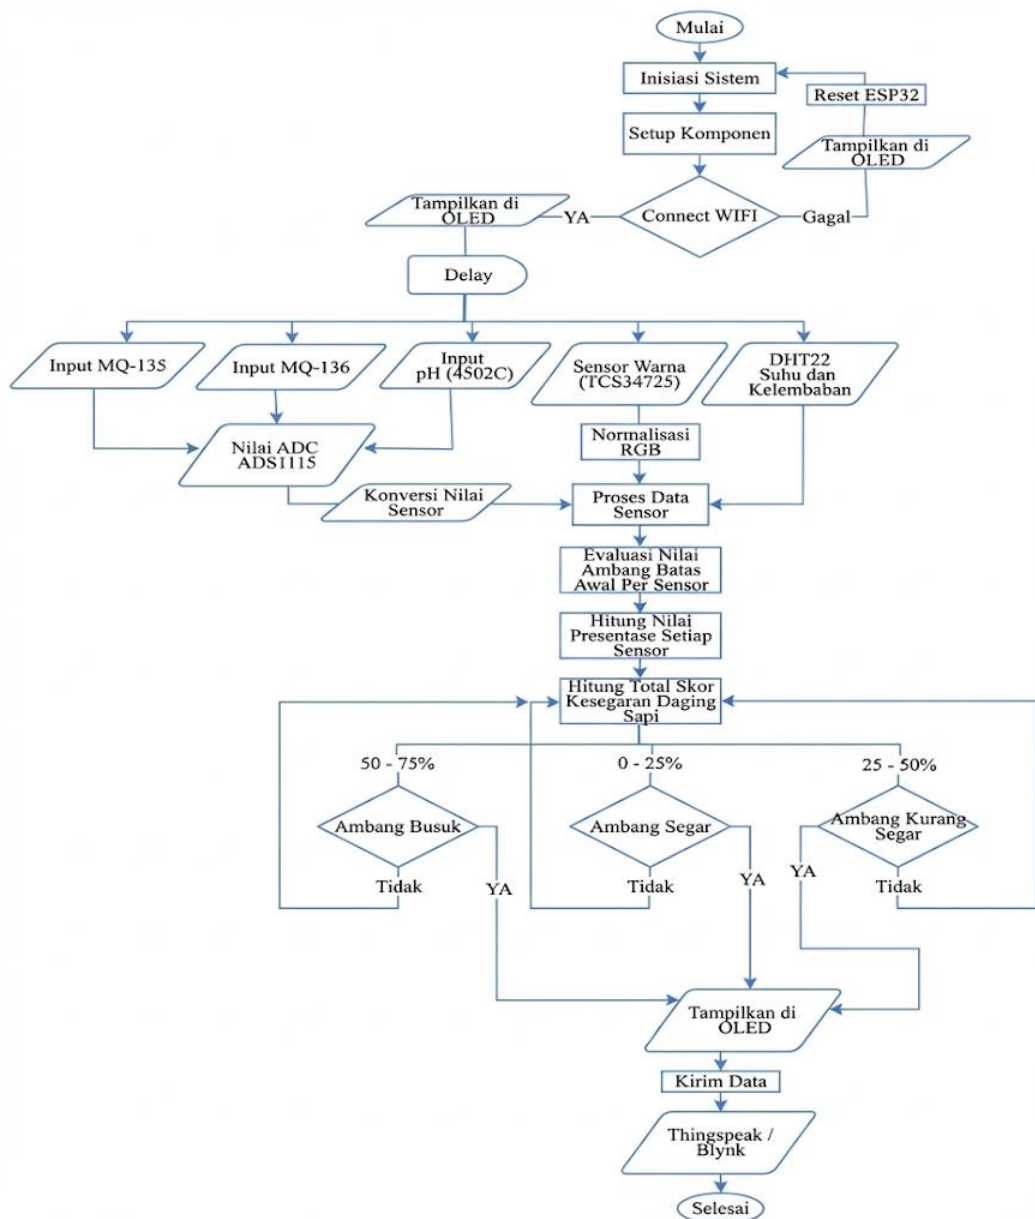 Mulai
Inisiasi Sistem
Reset ESP32
Setup Komponen
Tampilkan di
OLED
Tampilkan di
OLED
YA
Connect WIFI
Gagal
Delay
Input MQ-135
Input MQ-136
Input
pH (4502C)
Sensor Warna
(TCS34725)
DHT22
Suhu dan
Kelembaban
Nilai ADC
ADS1115
Normalisasi
RGB
Konversi Nilai
Sensor
Proses Data
Sensor
Evaluasi Nilai
Ambang Batas
Awal Per Sensor
Hitung Nilai
Presentase Setiap
Sensor
Hitung Total Skor
Kesegaran Daging
Sapi
50 - 75%
0 - 25%
25 - 50%
Ambang Busuk
Ambang Segar
Ambang Kurang
Segar
Tidak
YA
Tidak
YA
YA
Tidak
Tampilkan di
OLED
Kirim Data
Thingspeak /
Blynk
Selesai